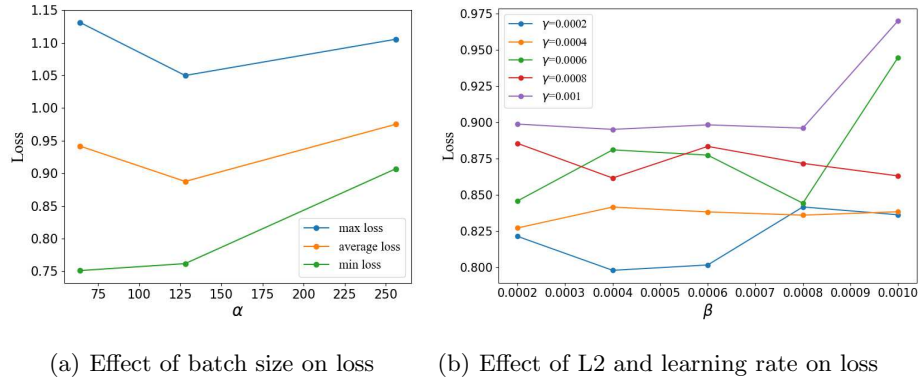 1.15
1.10
1.05
1.00
0.95
0.90
0.85
0.80
0.75
Loss
max loss
average loss
min loss
75 100 125 150 175 200 225 250
α
0.975
0.950
0.925
0.900
0.875
0.850
0.825
0.800
Loss
γ=0.0002
γ=0.0004
γ=0.0006
γ=0.0008
γ=0.001
0.0002 0.0003 0.0004 0.0005 0.0006 0.0007 0.0008 0.0009 0.0010
β
(a) Effect of batch size on loss
(b) Effect of L2 and learning rate on loss